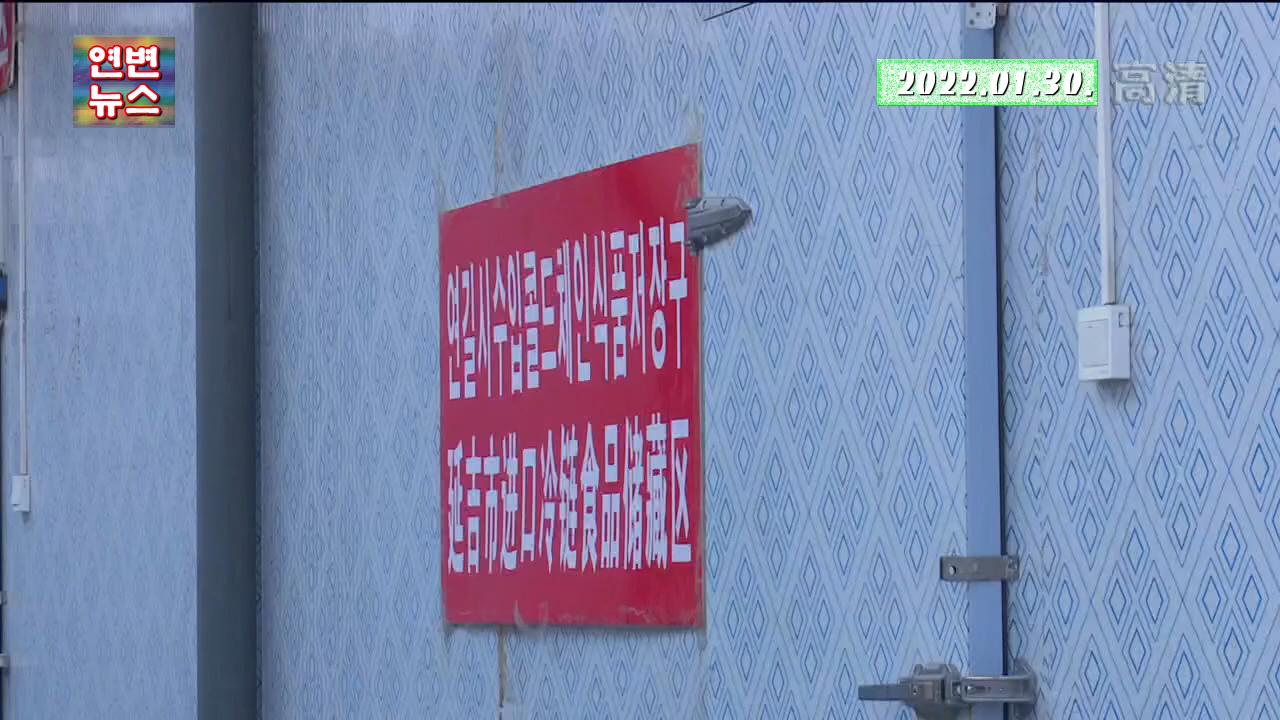 연변
뉴스
2022.01.30.
高清
연길시수입콜드체인식품저장구
延吉市进口冷链食品储藏区